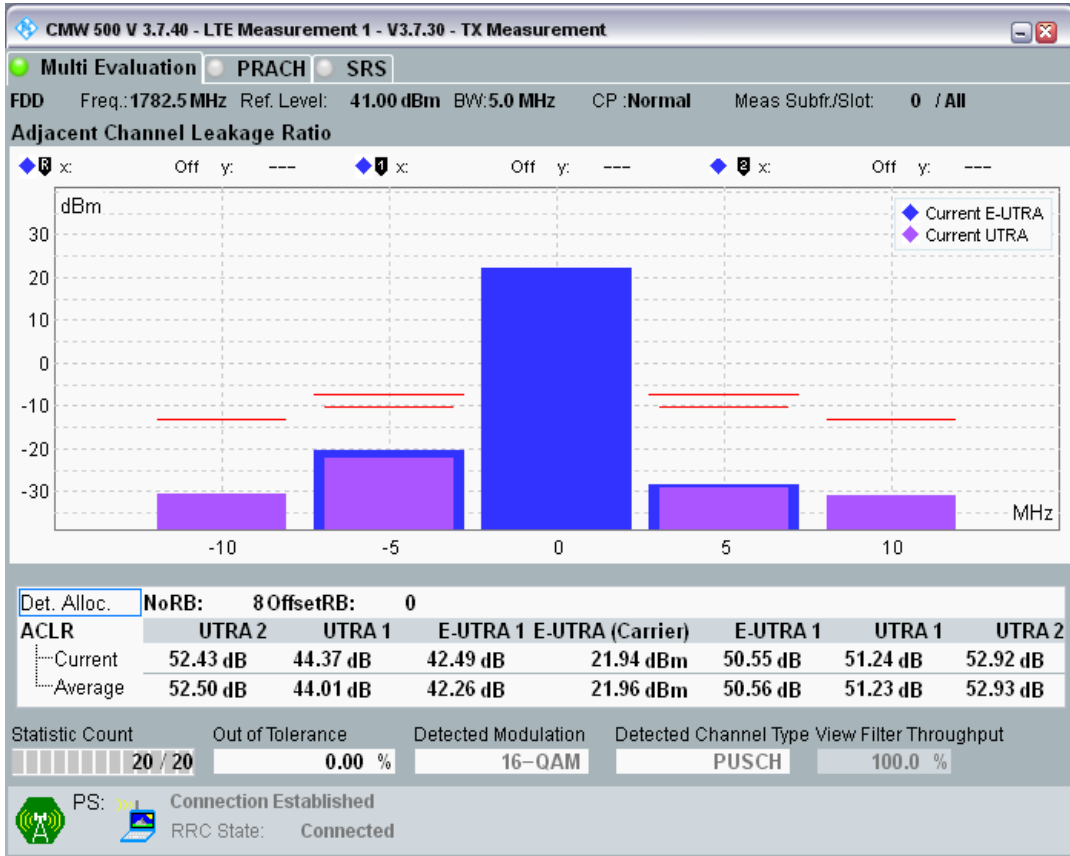 CMW 500 V 3.7.40 - LTE Measurement 1 - V3.7.30 - TX Measurement
Multi Evaluation PRACH SRS
FDD Freq.: 1782.5 MHz Ref. Level: 41.00 dBm BW: 5.0 MHz CP : Normal Meas Subfr./Slot: 0 / All
Adjacent Channel Leakage Ratio
R x: Off y: --- 1 x: Off y: --- 2 x: Off y: ---
dBm
Current E-UTRA
Current UTRA
30
20
10
0
-10
-20
-30
MHz
-10 -5 0 5 10
Det. Alloc. NoRB: 8 OffsetRB: 0
ACLR UTRA 2 UTRA 1 E-UTRA 1 E-UTRA (Carrier) E-UTRA 1 UTRA 1 UTRA 2
Current 52.43 dB 44.37 dB 42.49 dB 21.94 dBm 50.55 dB 51.24 dB 52.92 dB
Average 52.50 dB 44.01 dB 42.26 dB 21.96 dBm 50.56 dB 51.23 dB 52.93 dB
Statistic Count Out of Tolerance Detected Modulation Detected Channel Type View Filter Throughput
20 / 20 0.00 % 16-QAM PUSCH 100.0 %
PS: Connection Established
RRC State: Connected